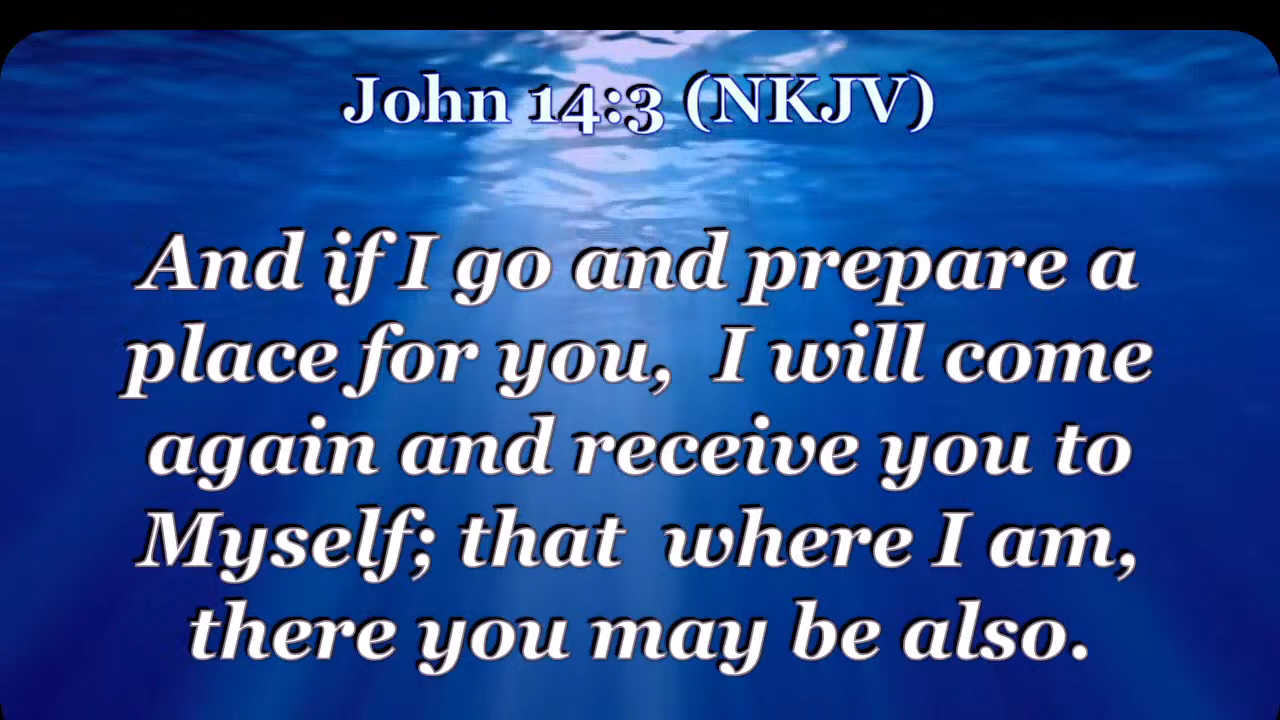 John 14:3 (NKJV)
And if I go and prepare a
place for you,  I will come
again and receive you to
Myself; that  where I am,
there you may be also.